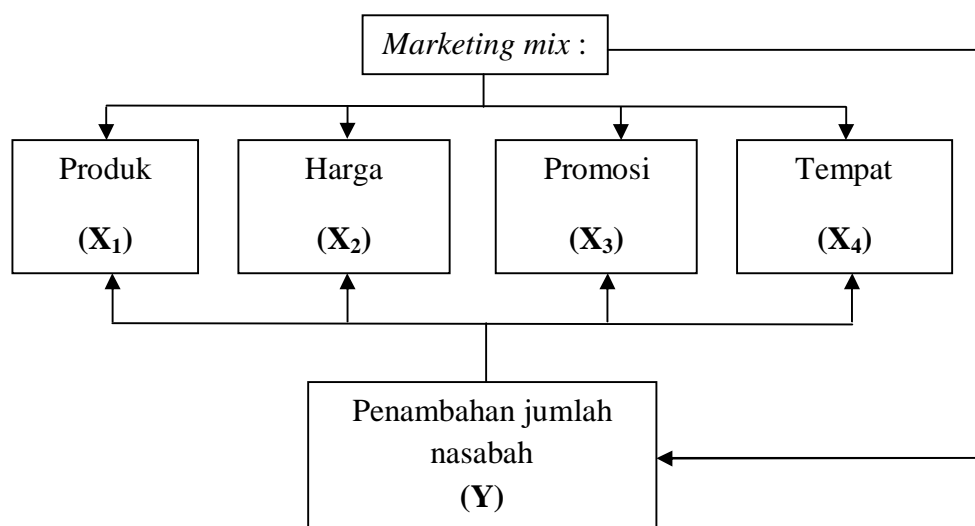 Marketing mix :
Produk
(X₁)
Harga
(X₂)
Promosi
(X₃)
Tempat
(X₄)
Penambahan jumlah
nasabah
(Y)